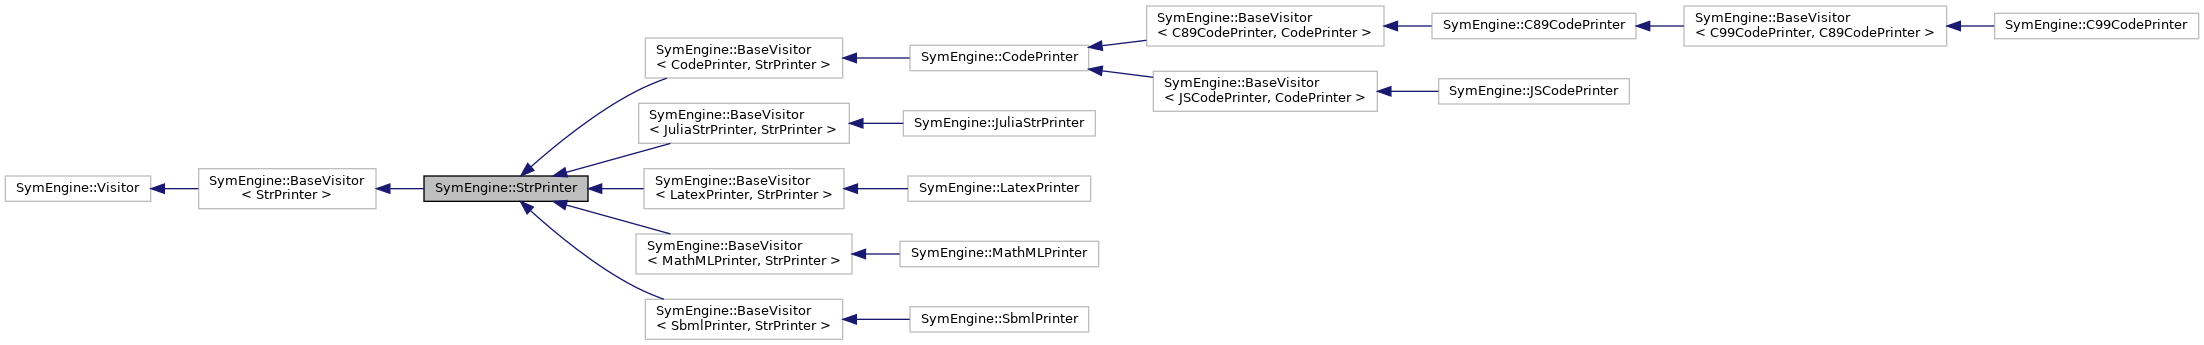 SymEngine::Visitor
SymEngine::BaseVisitor
< StrPrinter >
SymEngine::StrPrinter
SymEngine::BaseVisitor
< CodePrinter, StrPrinter >
SymEngine::CodePrinter
SymEngine::BaseVisitor
< C89CodePrinter, CodePrinter >
SymEngine::C89CodePrinter
SymEngine::BaseVisitor
< C99CodePrinter, C89CodePrinter >
SymEngine::C99CodePrinter
SymEngine::BaseVisitor
< JSCodePrinter, CodePrinter >
SymEngine::JSCodePrinter
SymEngine::BaseVisitor
< JuliaStrPrinter, StrPrinter >
SymEngine::JuliaStrPrinter
SymEngine::BaseVisitor
< LatexPrinter, StrPrinter >
SymEngine::LatexPrinter
SymEngine::BaseVisitor
< MathMLPrinter, StrPrinter >
SymEngine::MathMLPrinter
SymEngine::BaseVisitor
< SbmlPrinter, StrPrinter >
SymEngine::SbmlPrinter